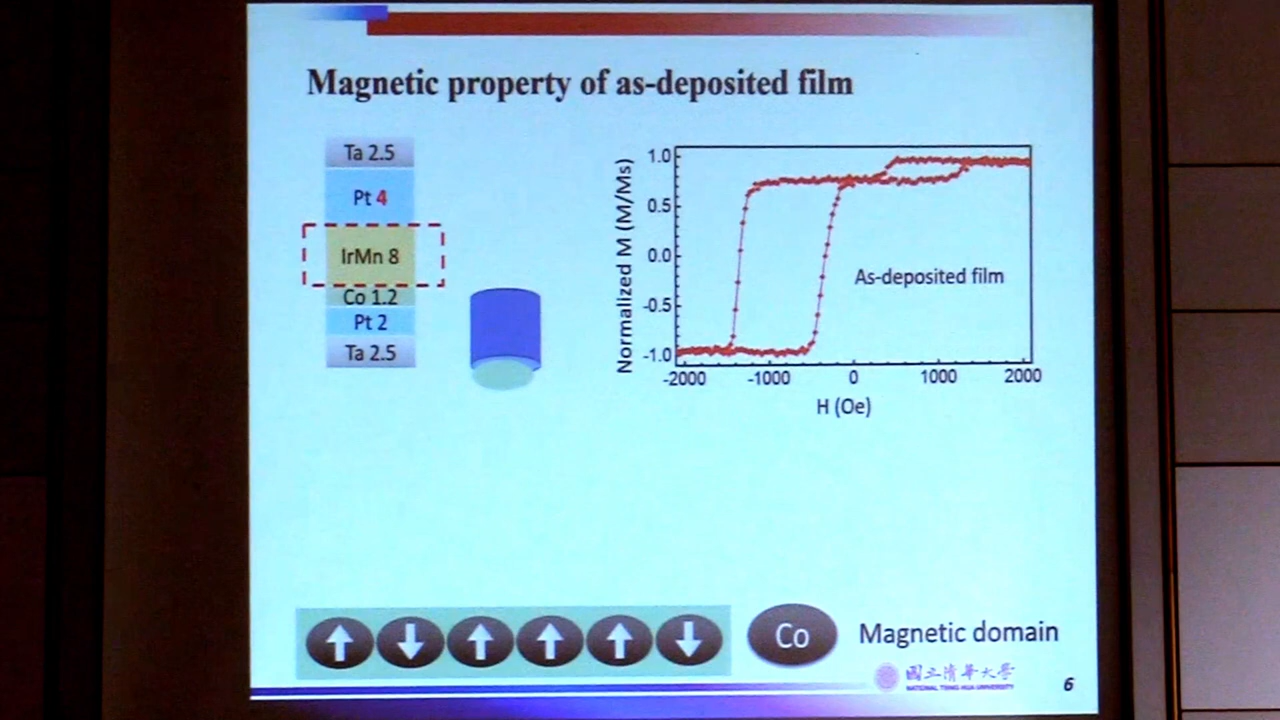 Magnetic property of as-deposited film
Ta 2.5
Pt 4
IrMn 8
Co 1.2
Pt 2
Ta 2.5
Normalized M (M/Ms)
1.0
0.5
0.0
-0.5
-1.0
As-deposited film
-2000 -1000 0 1000 2000
H (Oe)
Co
Magnetic domain
國立清華大學
NATIONAL TSING HUA UNIVERSITY
6